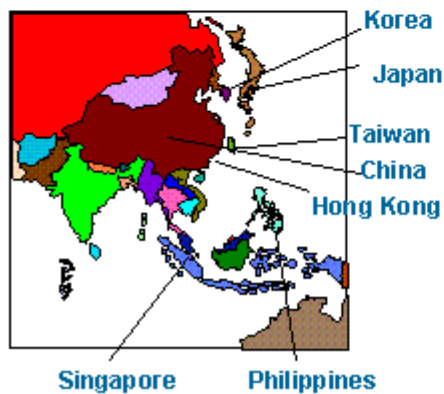 Korea
Japan
Taiwan
China
Hong Kong
Singapore
Philippines